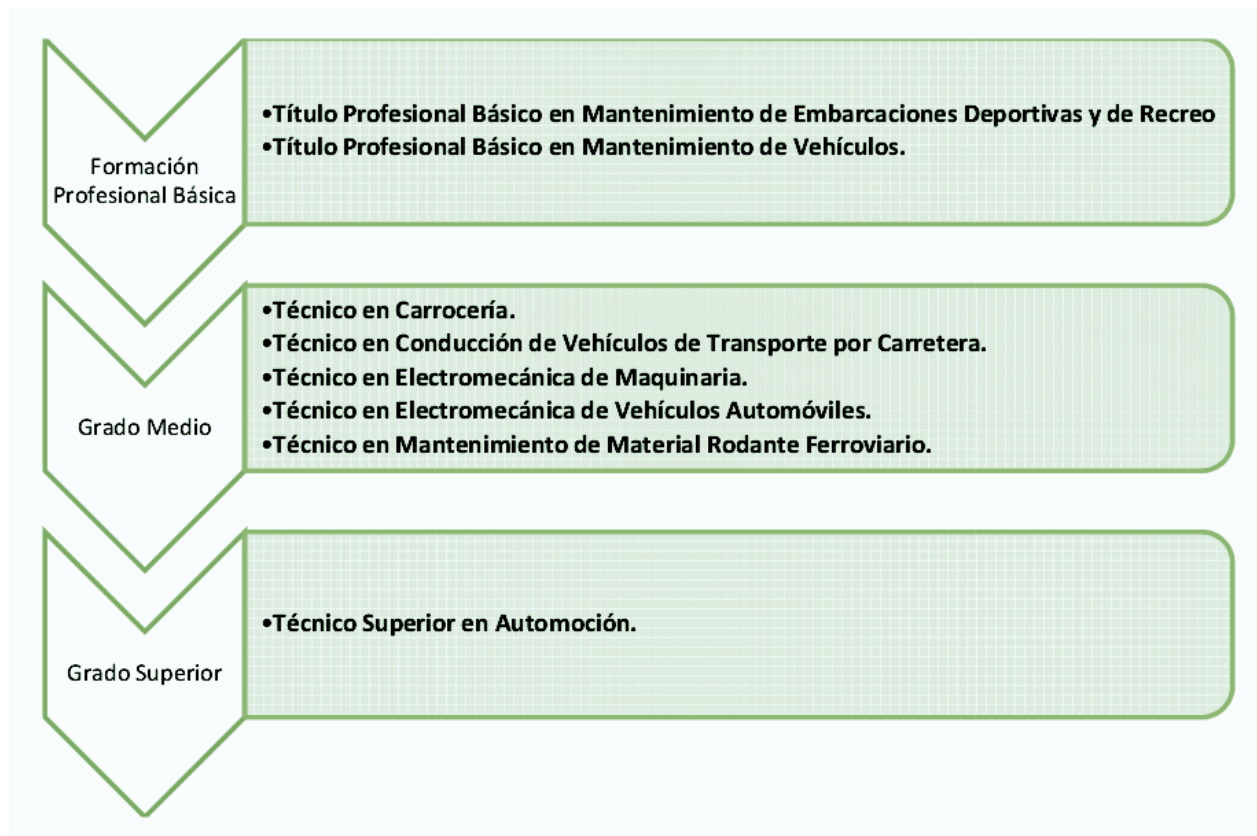 Formación
Profesional Básica
•Título Profesional Básico en Mantenimiento de Embarcaciones Deportivas y de Recreo
•Título Profesional Básico en Mantenimiento de Vehículos.
Grado Medio
•Técnico en Carrocería.
•Técnico en Conducción de Vehículos de Transporte por Carretera.
•Técnico en Electromecánica de Maquinaria.
•Técnico en Electromecánica de Vehículos Automóviles.
•Técnico en Mantenimiento de Material Rodante Ferroviario.
Grado Superior
•Técnico Superior en Automoción.